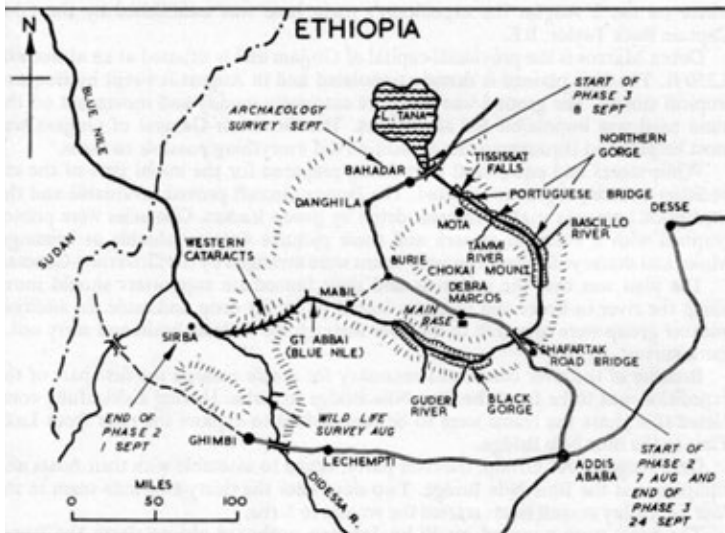 ETHIOPIA
N
BLUE NILE
ARCHAEOLOGY
SURVEY SEPT
L. TANA
START OF
PHASE 3
8 SEPT
BAHADAR
TISSISSAT
FALLS
NORTHERN
GORGE
DANGHILA
PORTUGUESE BRIDGE
DESSE
MOTA
BASCILLO
RIVER
TAMMI
RIVER
SUDAN
WESTERN
CATARACTS
BURIE
CHOKAI MOUNT.
DEBRA
MARCOS
MABIL
MAIN
BASE
SIRBA
GT ABBAI
(BLUE NILE)
SHAFARTAK
ROAD BRIDGE
GUDER
RIVER
BLACK
GORGE
END OF
PHASE 2
1 SEPT
WILD LIFE
SURVEY AUG
GHIMBI
LECHEMPTI
ADDIS
ABABA
START OF
PHASE 2
7 AUG AND
END OF
PHASE 3
24 SEPT
MILES
0 50 100
DIDESSA R.